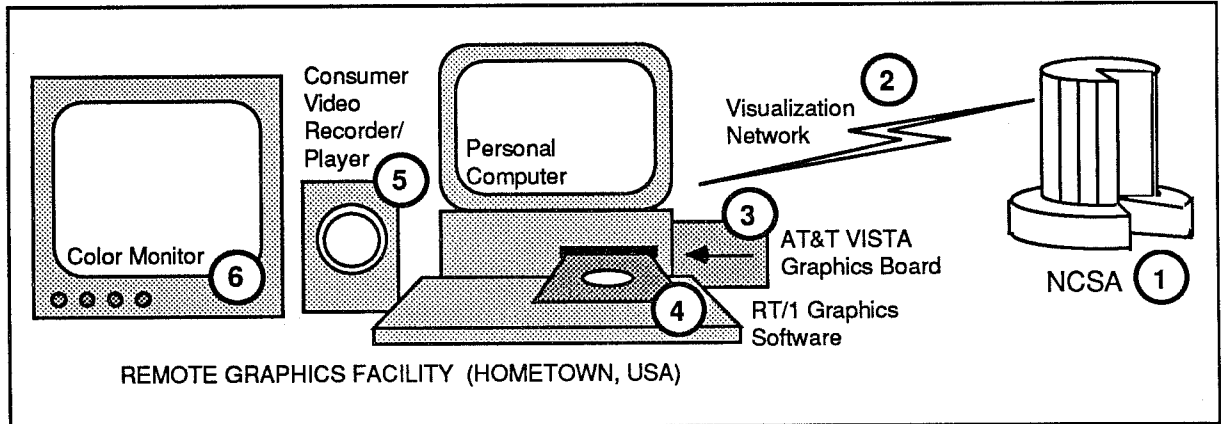 Consumer
Video
Recorder/
Player
5
Personal
Computer
2
Visualization
Network
3
AT&T VISTA
Graphics Board
NCSA 1
Color Monitor
6
4
RT/1 Graphics
Software
REMOTE GRAPHICS FACILITY (HOMETOWN, USA)